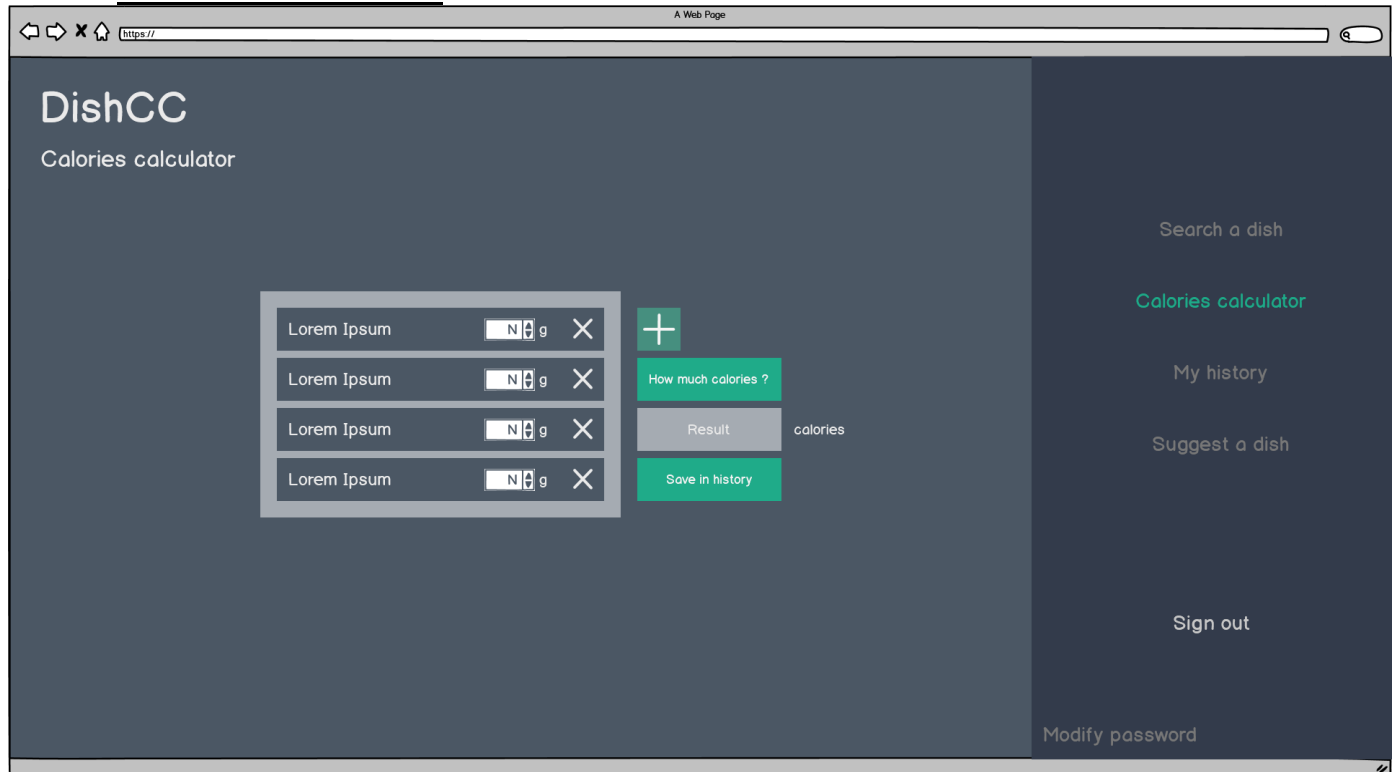 A Web Page
https://
DishCC
Calories calculator
Lorem Ipsum N g
Lorem Ipsum N g
Lorem Ipsum N g
Lorem Ipsum N g
How much calories ?
Result calories
Save in history
Search a dish
Calories calculator
My history
Suggest a dish
Sign out
Modify password